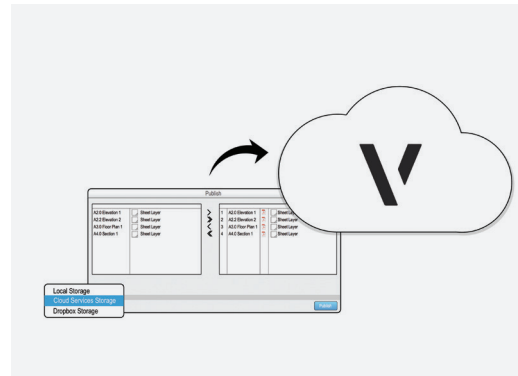 Publish
A2.0 Elevation 1 Sheet Layer 1 A2.0 Elevation 1 Sheet Layer
A2.2 Elevation 2 Sheet Layer 2 A2.2 Elevation 2 Sheet Layer
A3.0 Floor Plan 1 Sheet Layer 3 A3.0 Floor Plan 1 Sheet Layer
A4.0 Section 1 Sheet Layer 4 A4.0 Section 1 Sheet Layer
Local Storage
Cloud Services Storage
Dropbox Storage
Publish